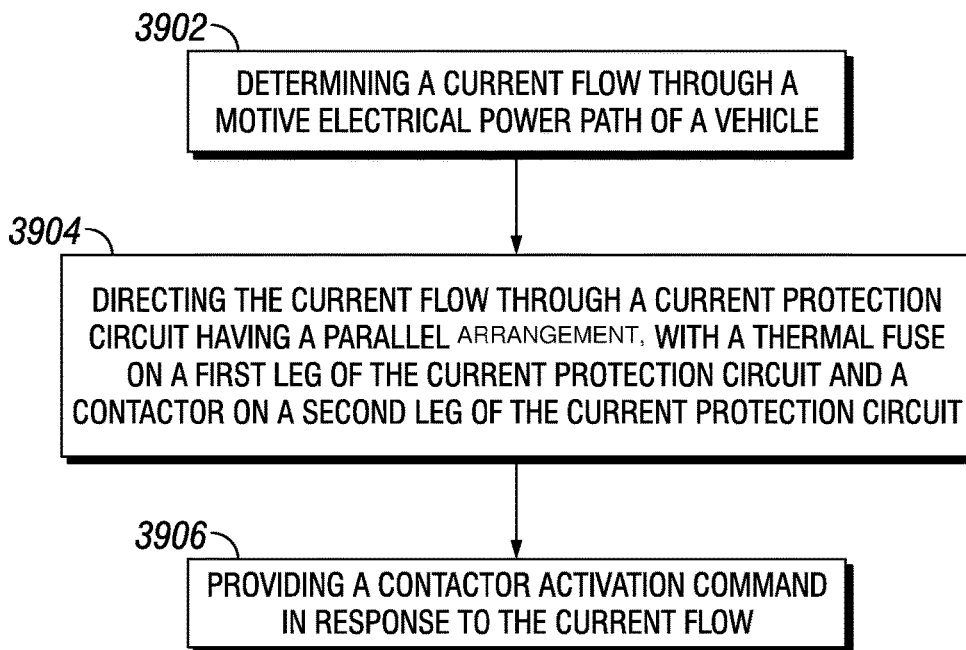 3902
DETERMINING A CURRENT FLOW THROUGH A
MOTIVE ELECTRICAL POWER PATH OF A VEHICLE
3904
DIRECTING THE CURRENT FLOW THROUGH A CURRENT PROTECTION
CIRCUIT HAVING A PARALLEL ARRANGEMENT, WITH A THERMAL FUSE
ON A FIRST LEG OF THE CURRENT PROTECTION CIRCUIT AND A
CONTACTOR ON A SECOND LEG OF THE CURRENT PROTECTION CIRCUIT
3906
PROVIDING A CONTACTOR ACTIVATION COMMAND
IN RESPONSE TO THE CURRENT FLOW